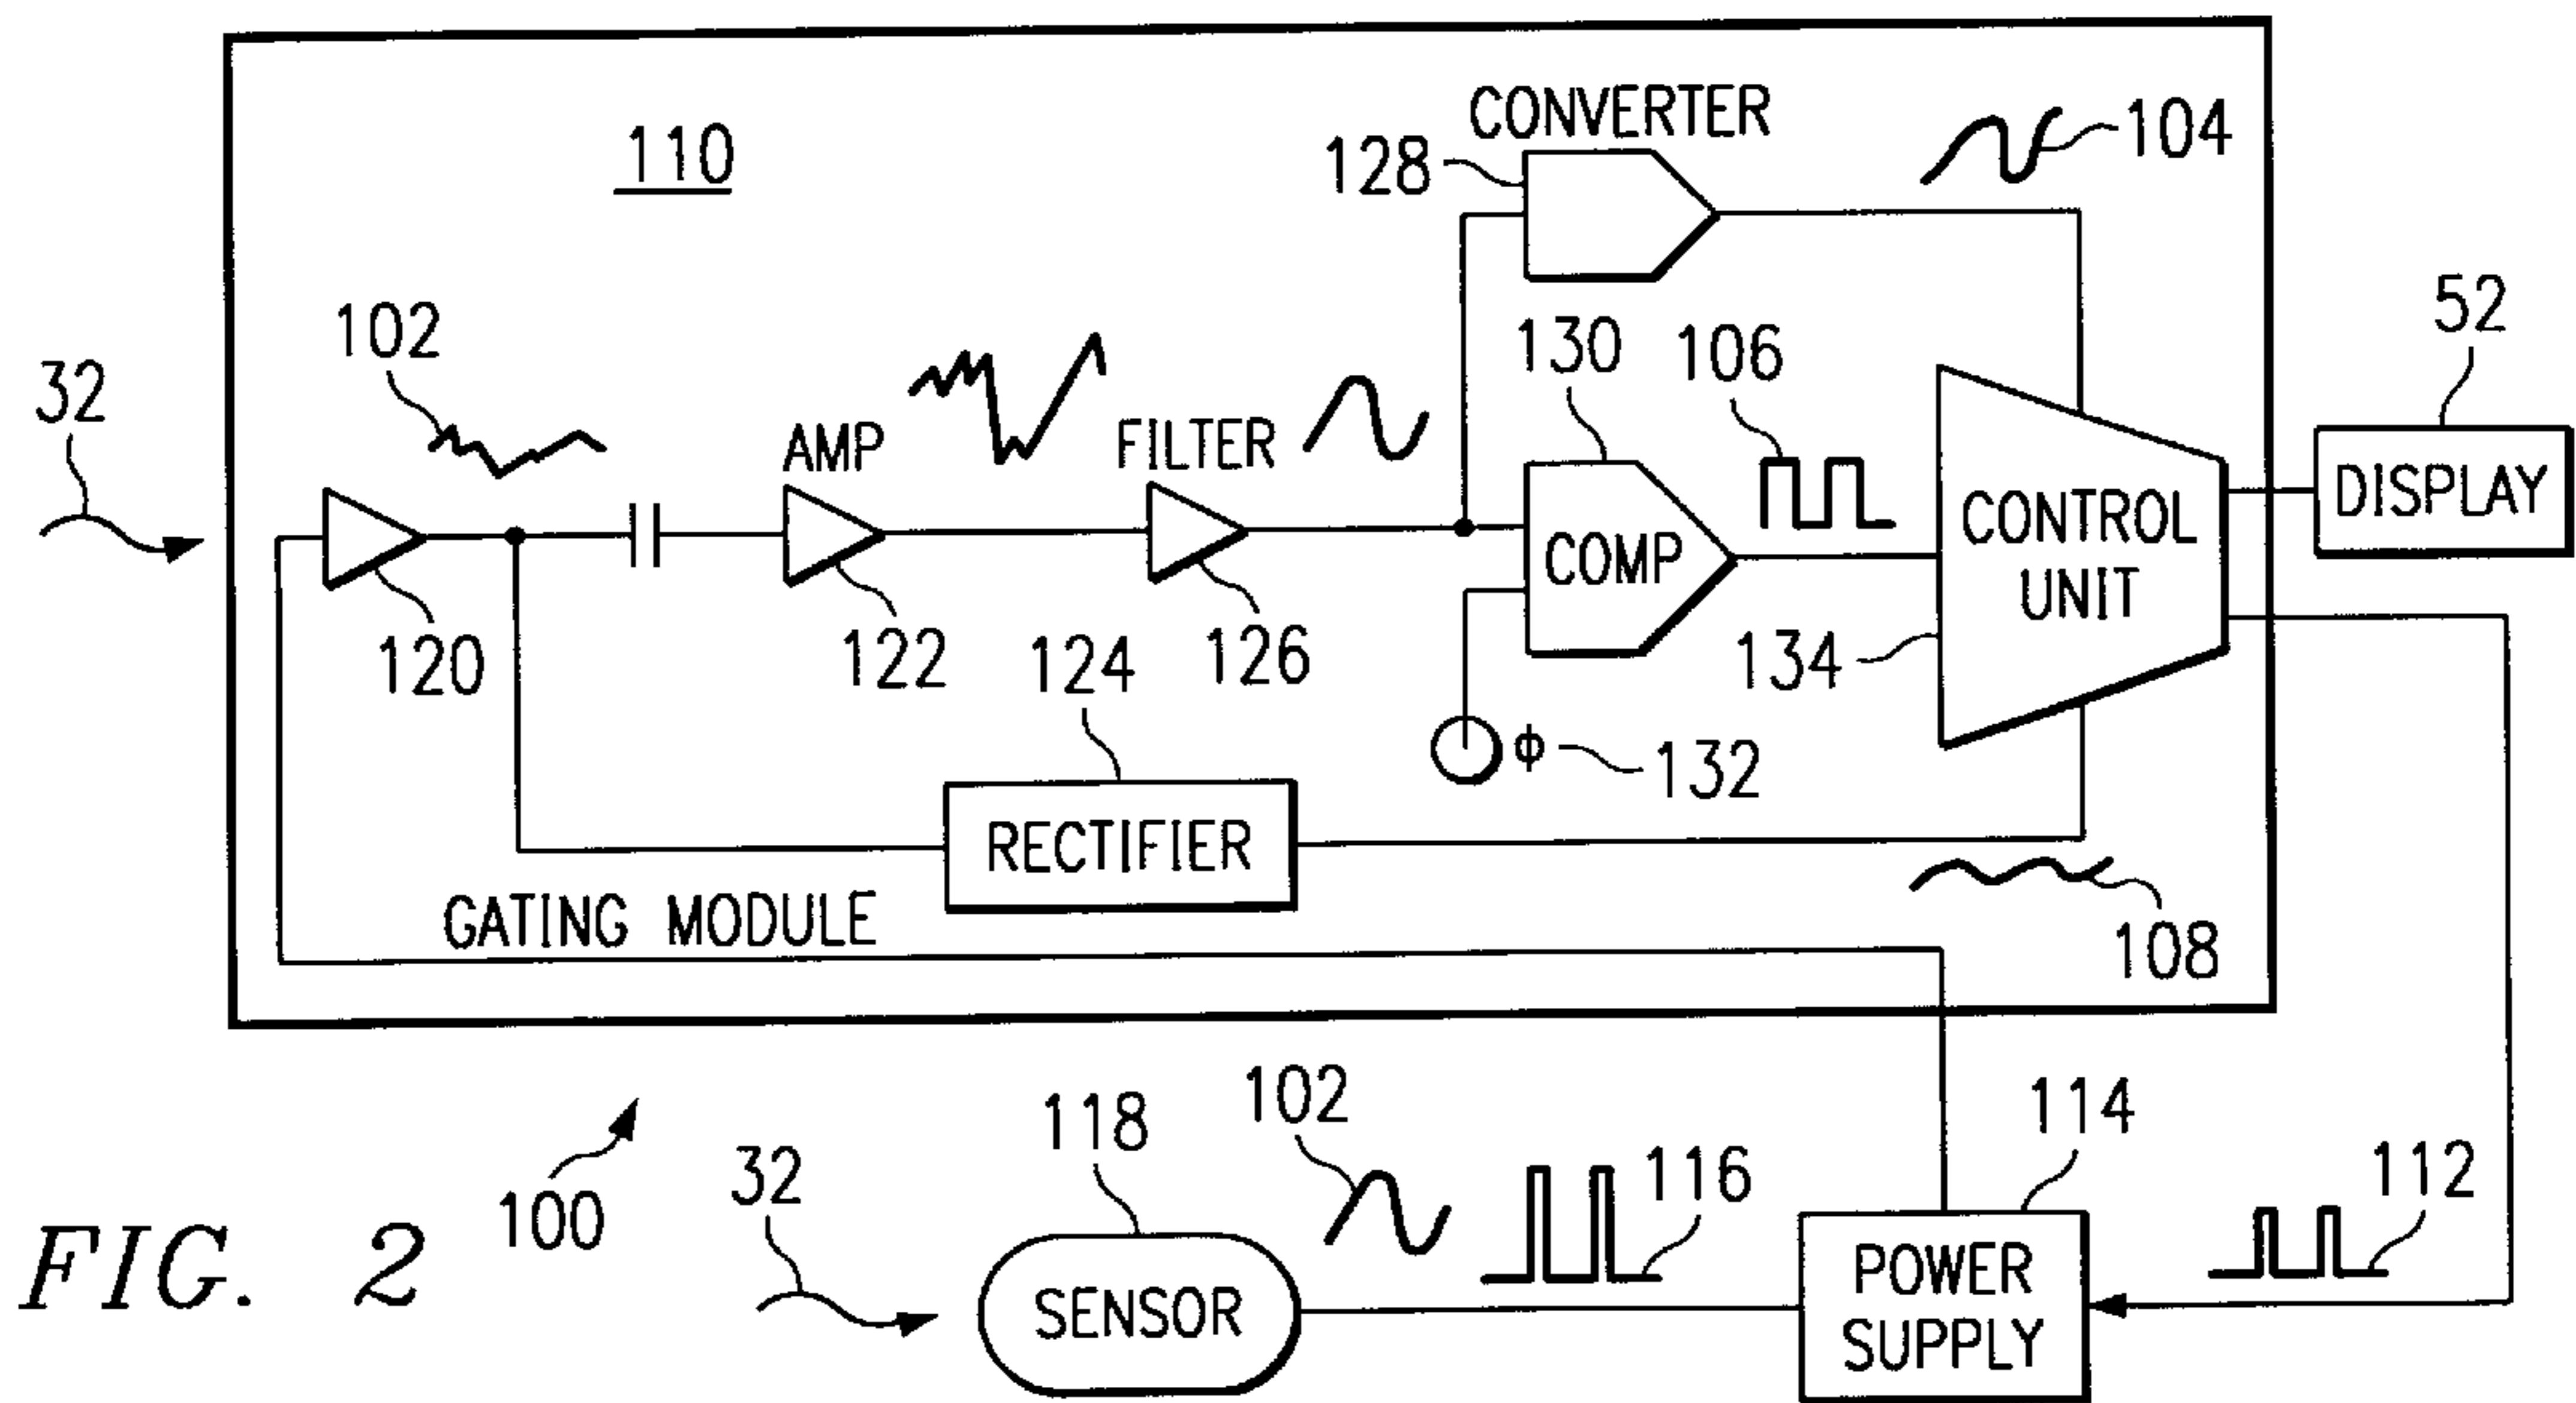 CONVERTER
104
110
128
52
102
130
106
32
AMP
FILTER
DISPLAY
CONTROL
UNIT
COMP
120
122
124
126
134
Φ
132
RECTIFIER
GATING MODULE
108
102
118
114
32
116
112
100
FIG. 2
SENSOR
POWER
SUPPLY